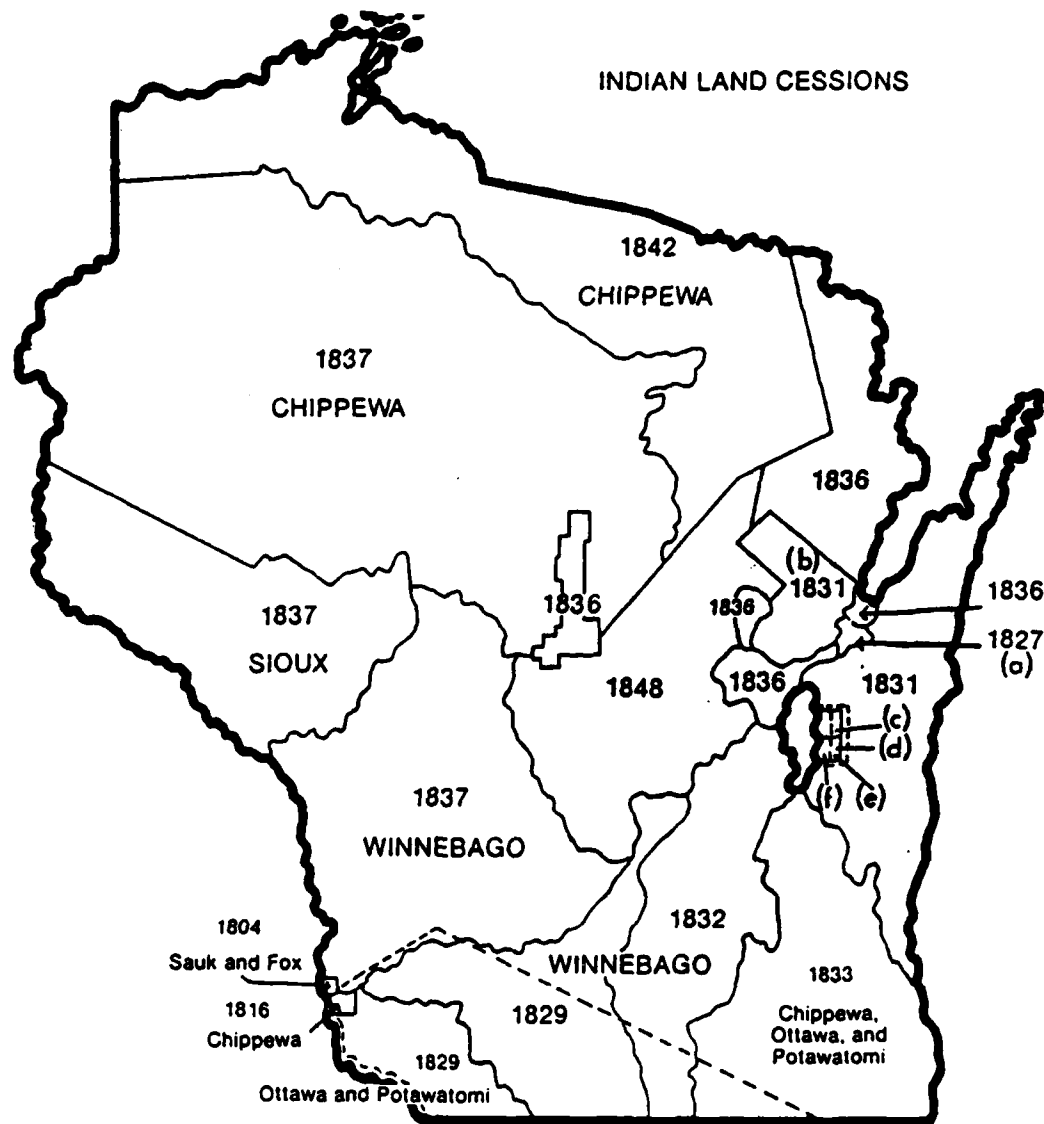 INDIAN LAND CESSIONS
1842
CHIPPEWA
1837
CHIPPEWA
1836
(b)
1831
1836
1836
1836
1827
(a)
1837
SIOUX
1848
1836
1831
(c)
(d)
(f)
(e)
1837
WINNEBAGO
1832
WINNEBAGO
1804
Sauk and Fox
1816
Chippewa
1829
1833
Chippewa,
Ottawa, and
Potawatomi
1829
Ottawa and Potawatomi